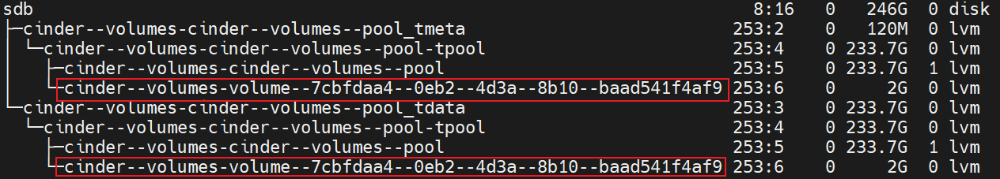 sdb 8:16 0 246G 0 disk
├─cinder--volumes-cinder--volumes--pool_tmeta 253:2 0 120M 0 lvm
│ └─cinder--volumes-cinder--volumes--pool-tpool 253:4 0 233.7G 0 lvm
│ ├─cinder--volumes-cinder--volumes--pool 253:5 0 233.7G 1 lvm
│ └─cinder--volumes-volume--7cbfdaa4--0eb2--4d3a--8b10--baad541f4af9 253:6 0 2G 0 lvm
└─cinder--volumes-cinder--volumes--pool_tdata 253:3 0 233.7G 0 lvm
└─cinder--volumes-cinder--volumes--pool-tpool 253:4 0 233.7G 0 lvm
├─cinder--volumes-cinder--volumes--pool 253:5 0 233.7G 1 lvm
└─cinder--volumes-volume--7cbfdaa4--0eb2--4d3a--8b10--baad541f4af9 253:6 0 2G 0 lvm